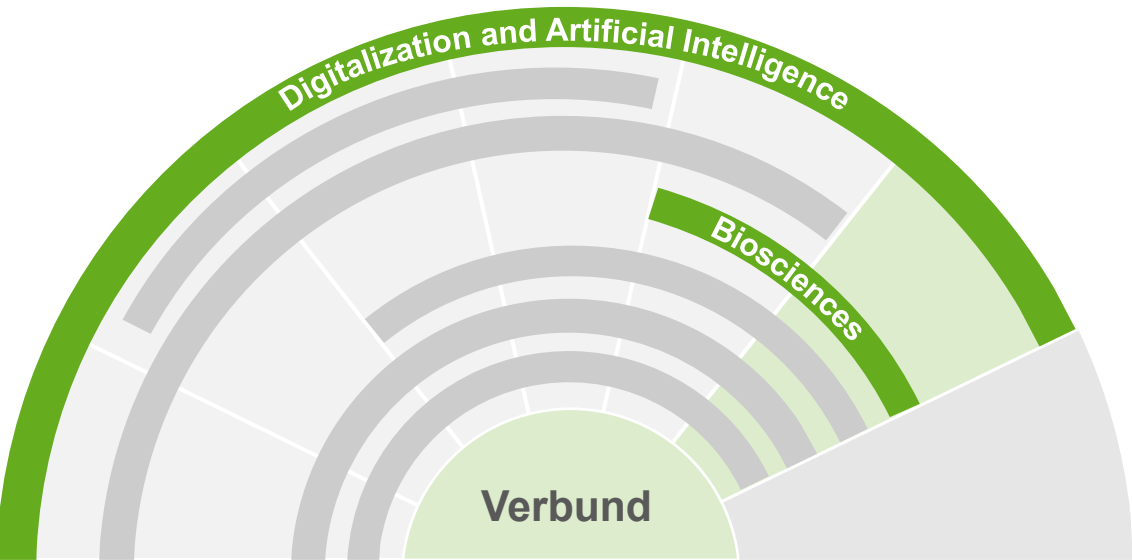 Digitalization and Artificial Intelligence
Biosciences
Verbund